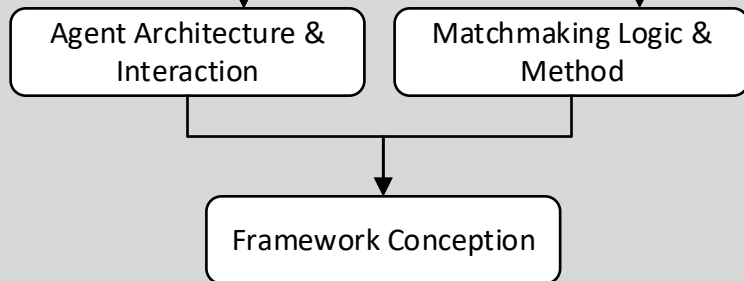 Agent Architecture &
Interaction
Matchmaking Logic &
Method
Framework Conception